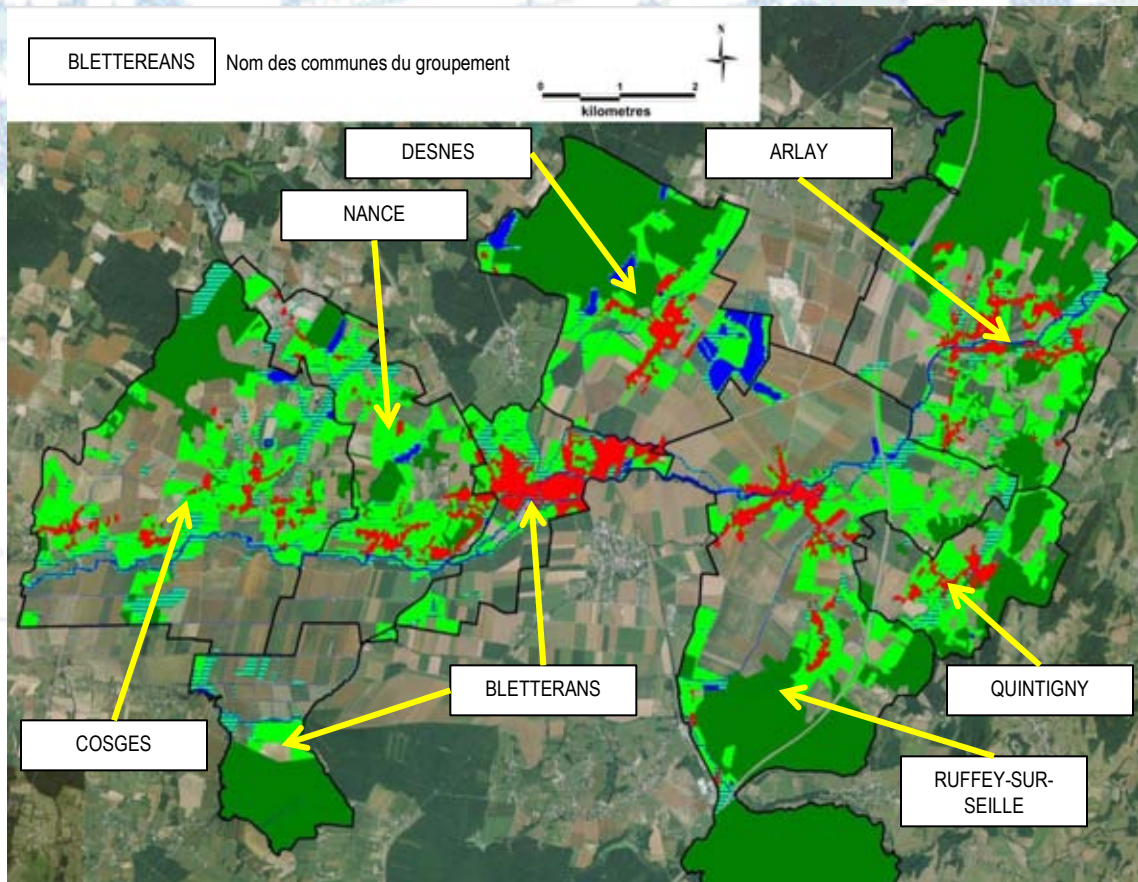 BLETTEREANS Nom des communes du groupement
N
0 1 2
kilometres
DESNES
ARLAY
NANCE
BLETTERANS
QUINTIGNY
COSGES
RUFFEY-SUR-
SEILLE